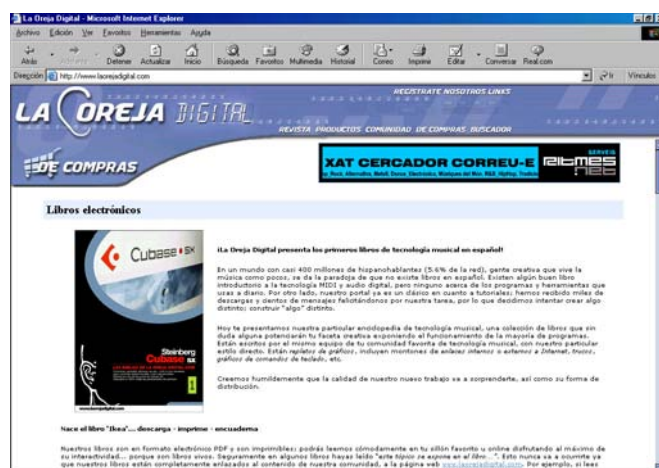 La Oreja Digital - Microsoft Internet Explorer
Archivo Edición Ver Favoritos Herramientas Ayuda
Atrás Detener Actualizar Inicio Búsqueda Favoritos Multimedia Historial Correo Imprimir Editar Conversar Real.com
Dirección http://www.laorejadigital.com Ir Vínculos
REGÍSTRATE NOSOTROS LINKS
LA OREJA DIGITAL
REVISTA PRODUCTOS COMUNIDAD DE COMPRAS BUSCADOR
DE COMPRAS
XAT CERCADOR CORREU-E
SERVEIS
RITMES NET
Libros electrónicos
Cubase SX
Steinberg
Cubase SX
1
www.laorejadigital.com
¡La Oreja Digital presenta los primeros libros de tecnología musical en español!
En un mundo con casi 400 millones de hispanohablantes (5.6% de la red), gente creativa que vive la
música como pocos, se da la paradoja de que no existe libros en español. Existen algún buen libro
introductorio a la tecnología MIDI y audio digital, pero ninguno acerca de los programas y herramientas que
usas a diario. Por otro lado, nuestro portal ya es un clásico en cuanto a tutoriales; hemos recibido miles de
descargas y cientos de mensajes felicitándonos por nuestra tarea, por lo que decidimos intentar crear algo
distinto; construir "algo" distinto.
Hoy te presentamos nuestra particular enciclopedia de tecnología musical, una colección de libros que sin
duda alguna potenciarán tu faceta creativa exponiendo el funcionamiento de la mayoría de programas.
Están escritos por el mismo equipo de tu comunidad favorita de tecnología musical, con nuestro particular
estilo directo. Están repletos de gráficos, incluyen montones de enlaces internos o externos a Internet, trucos,
gráficos de comandos de teclado, etc.
Creemos humildemente que la calidad de nuestro nuevo trabajo va a sorprenderte, así como su forma de
distribución.
Nace el libro "Ikea"... descarga - imprime - encuaderna
Nuestros libros son en formato electrónico PDF y son imprimibles; podrás leernos cómodamente en tu sillón favorito u online disfrutando al máximo de
su interactividad... porque son libros vivos. Seguramente en algunos libros hayas leído "este tópico se expone en el libro...". Esto nunca va a ocurrirte ya
que nuestros libros están completamente enlazados al contenido de nuestra comunidad, a la página web www.laorejadigital.com. Por ejemplo, si lees